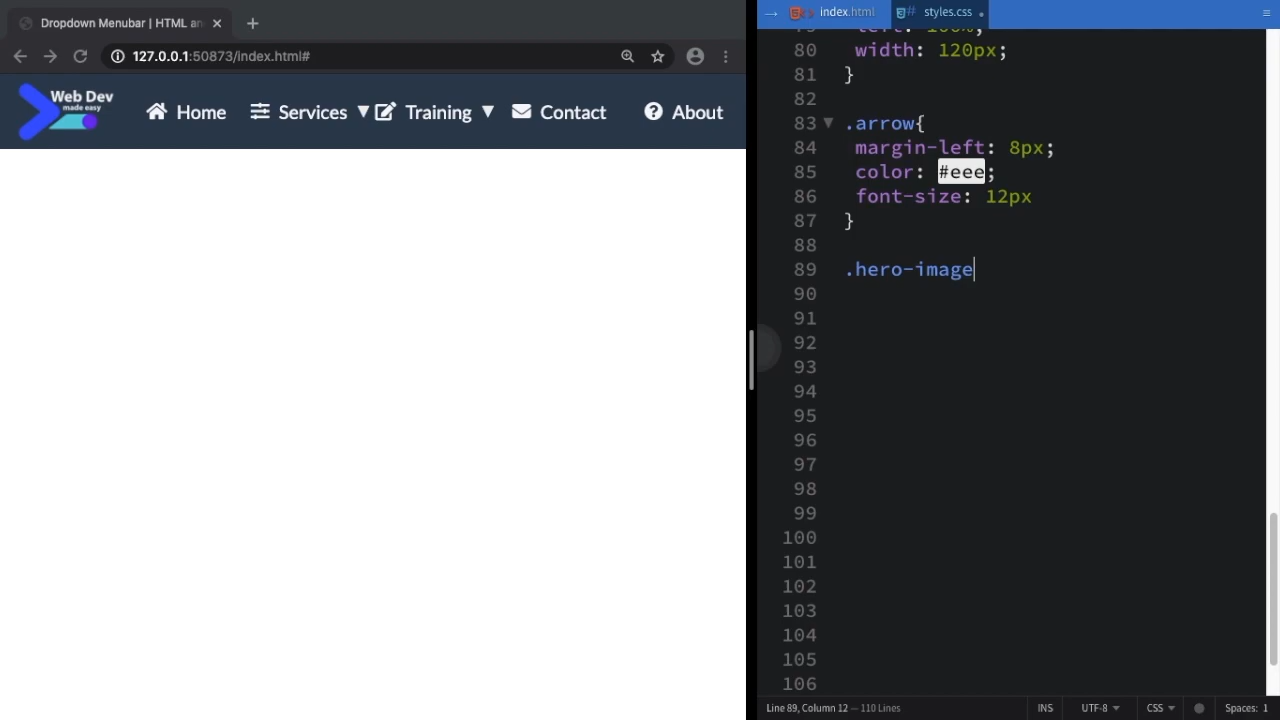 Dropdown Menubar | HTML an
127.0.0.1:50873/index.html#
Web Dev
made easy
Home
Services ▼
Training ▼
Contact
About
index.html
styles.css
80 width: 120px;
81 }
82
83 .arrow{
84 margin-left: 8px;
85 color: #eee;
86 font-size: 12px
87 }
88
89 .hero-image
90
91
92
93
94
95
96
97
98
99
100
101
102
103
104
105
106
Line 89, Column 12 — 110 Lines
INS
UTF-8
CSS
Spaces: 1